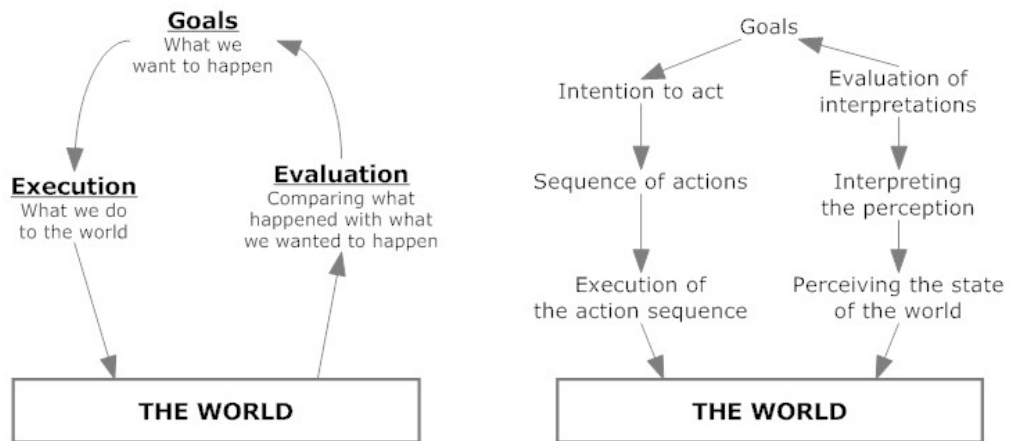 Goals
What we
want to happen
Execution
What we do
to the world
Evaluation
Comparing what
happened with what
we wanted to happen
THE WORLD
Goals
Intention to act
Evaluation of
interpretations
Sequence of actions
Interpreting
the perception
Execution of
the action sequence
Perceiving the state
of the world
THE WORLD